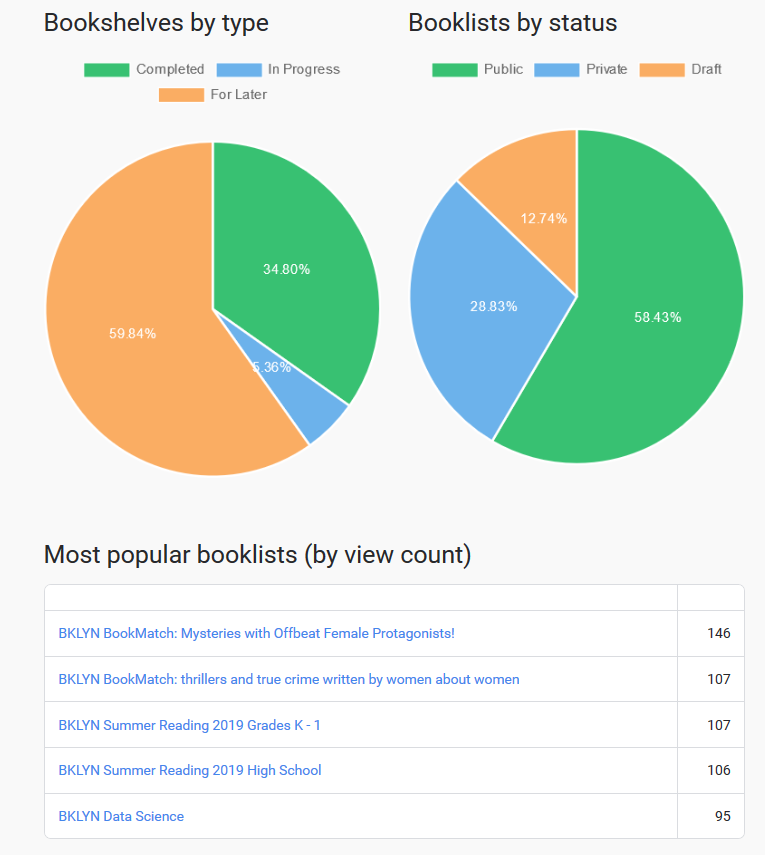 Bookshelves by type
Completed
In Progress
For Later
34.80%
5.36%
59.84%
Booklists by status
Public
Private
Draft
12.74%
28.83%
58.43%
Most popular booklists (by view count)
BKLYN BookMatch: Mysteries with Offbeat Female Protagonists! 146
BKLYN BookMatch: thrillers and true crime written by women about women 107
BKLYN Summer Reading 2019 Grades K - 1 107
BKLYN Summer Reading 2019 High School 106
BKLYN Data Science 95